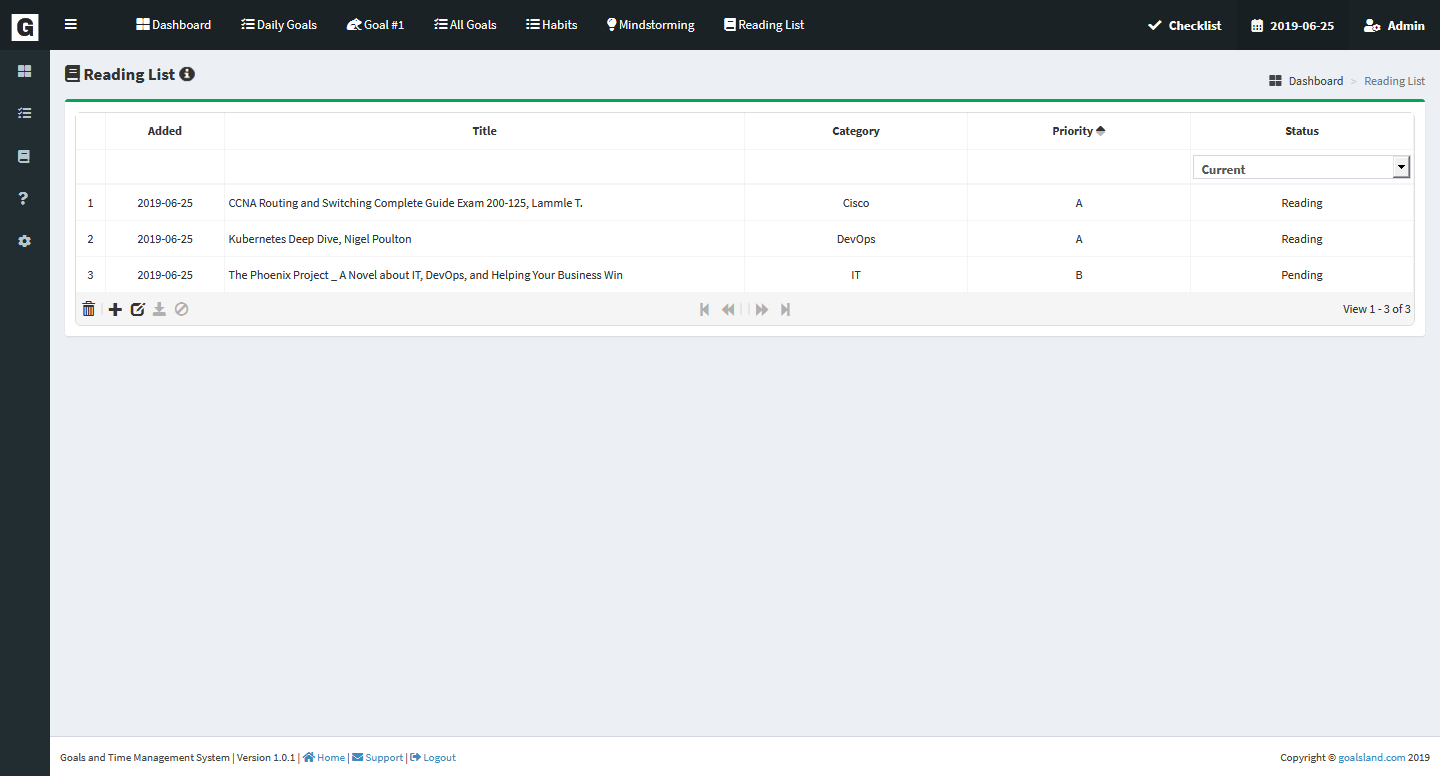 G Dashboard Daily Goals Goal #1 All Goals Habits Mindstorming Reading List Checklist 2019-06-25 Admin
Reading List
Dashboard > Reading List
Added Title Category Priority Status
Current
1 2019-06-25 CCNA Routing and Switching Complete Guide Exam 200-125, Lammle T. Cisco A Reading
2 2019-06-25 Kubernetes Deep Dive, Nigel Poulton DevOps A Reading
3 2019-06-25 The Phoenix Project _ A Novel about IT, DevOps, and Helping Your Business Win IT B Pending
View 1 - 3 of 3
Goals and Time Management System | Version 1.0.1 | Home | Support | Logout Copyright © goalsland.com 2019